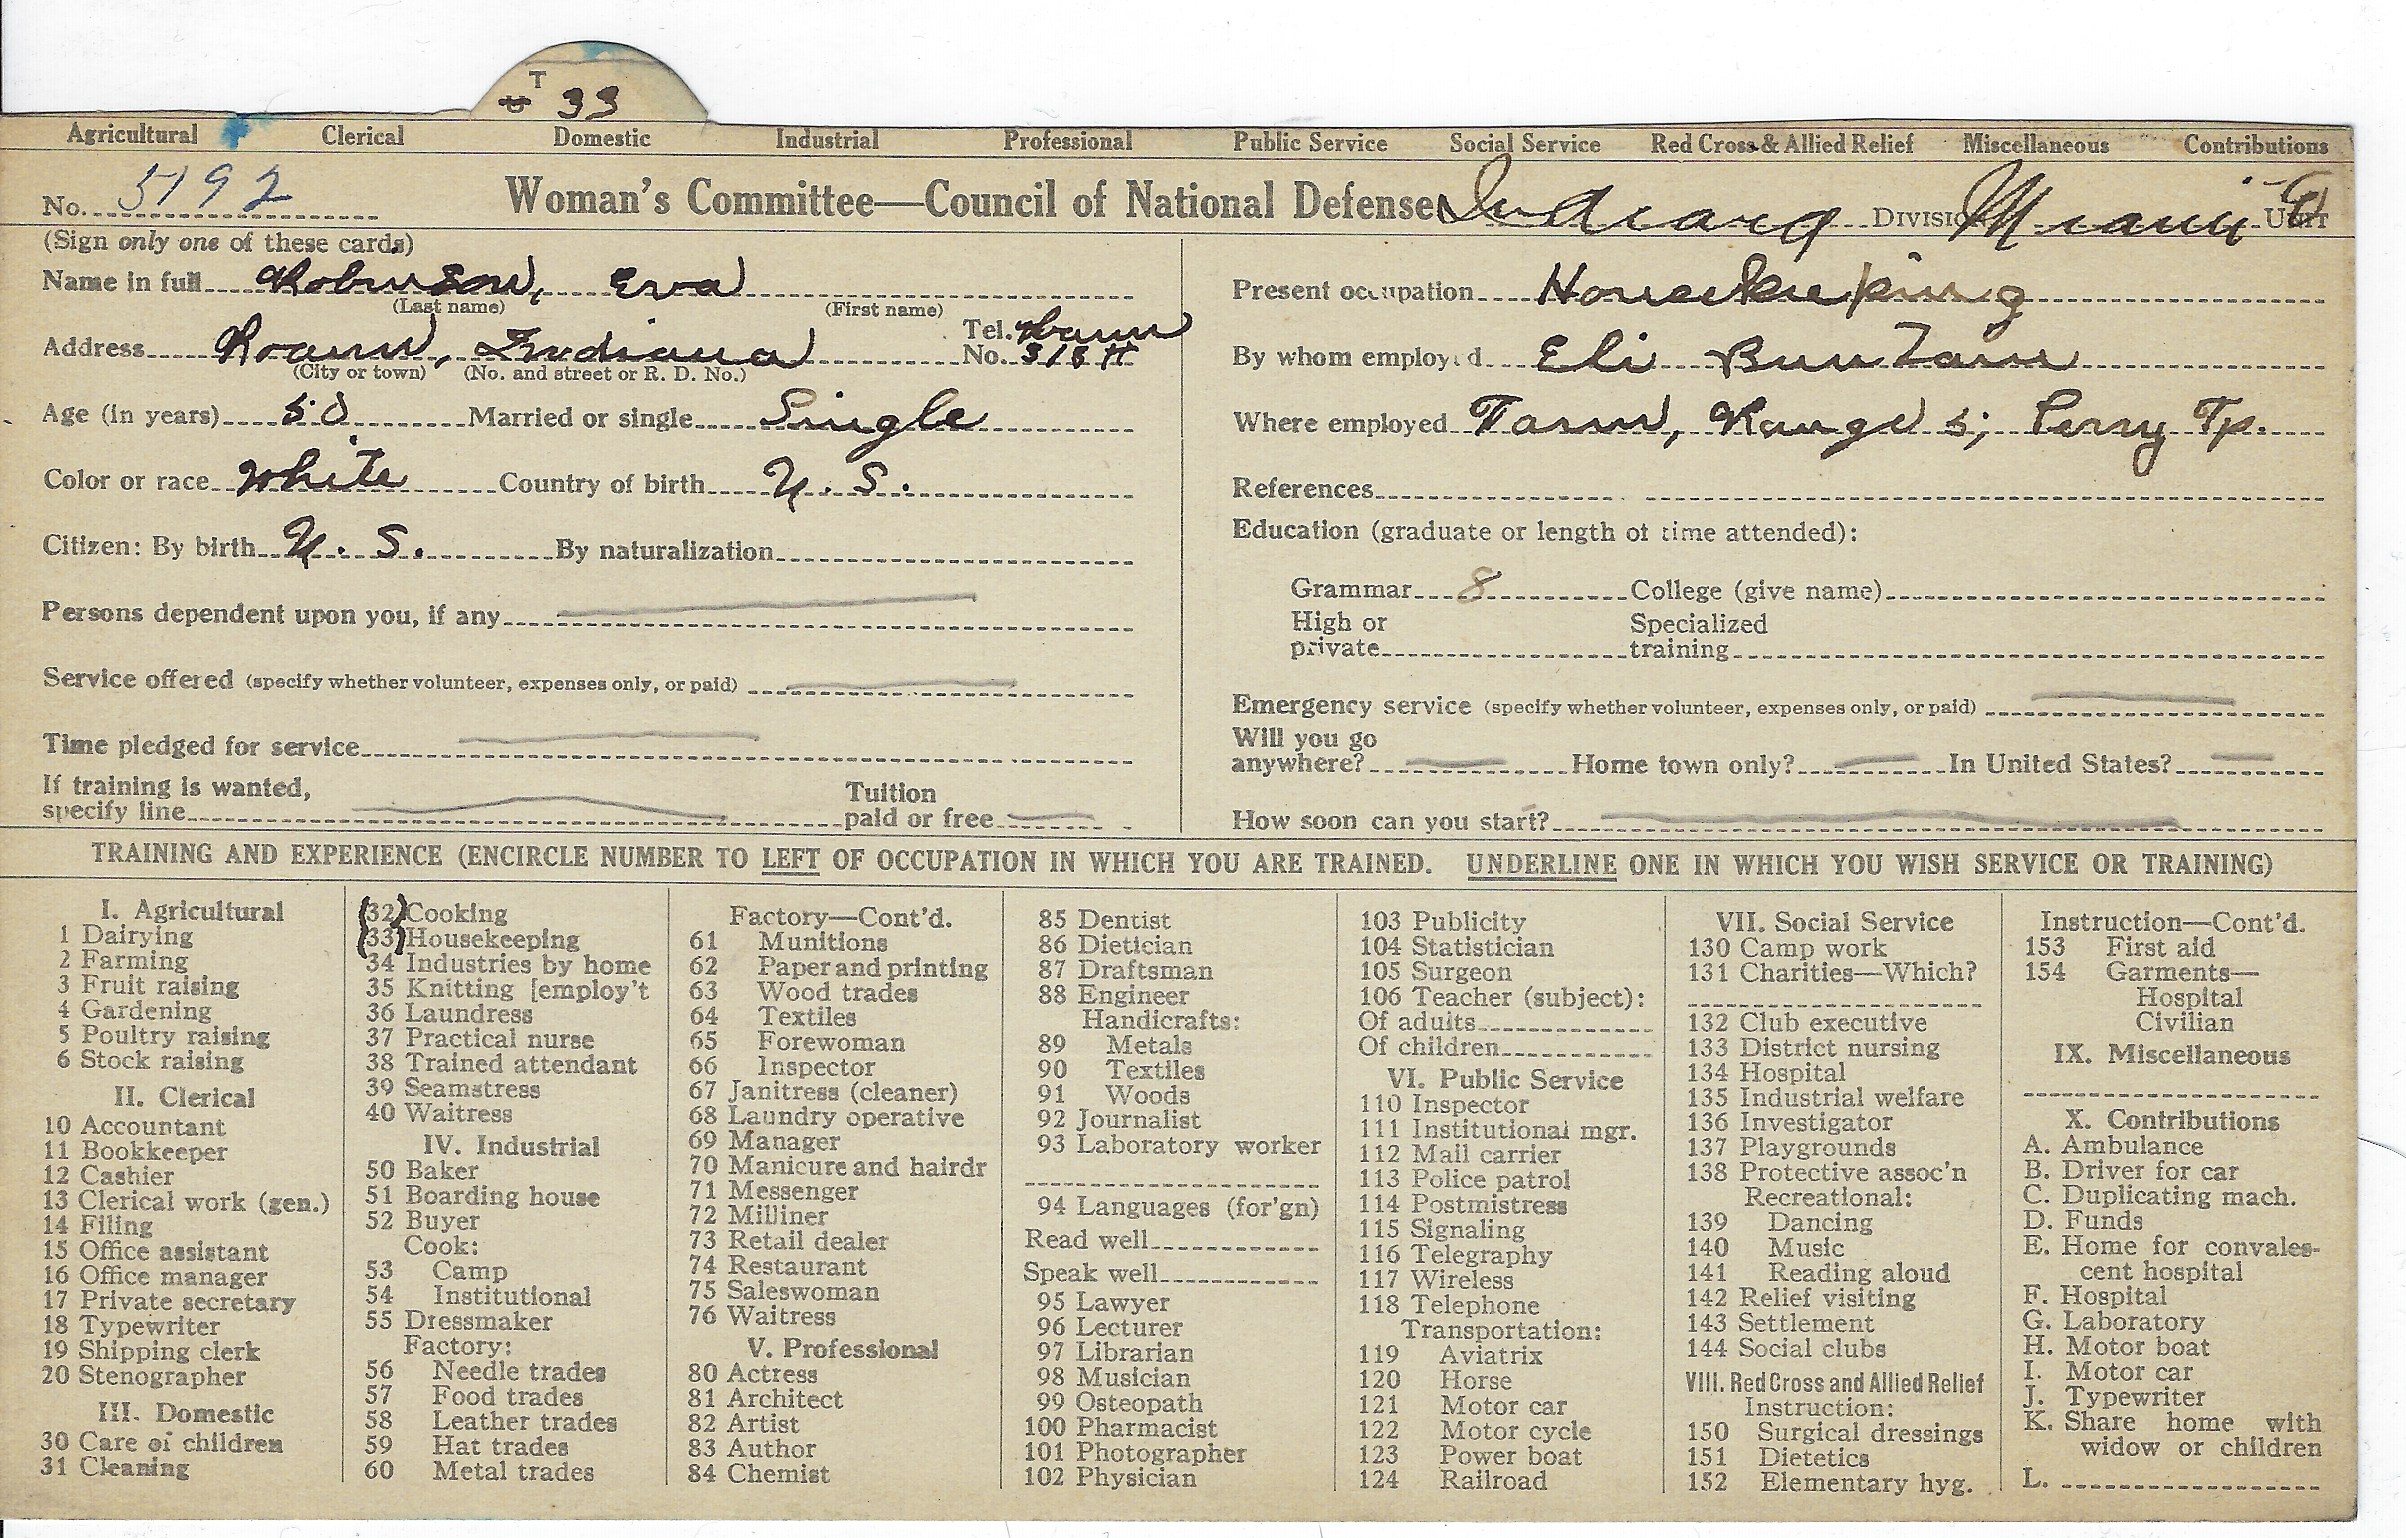 T
U 33
Agricultural Clerical Domestic Industrial Professional Public Service Social Service Red Cross & Allied Relief Miscellaneous Contributions
No. 5192 Woman's Committee—Council of National Defense Indiana DIVISION Miami UNIT
(Sign only one of these cards)
Name in full Robinson, Eva
(Last name) (First name)
Address Roann, Indiana Tel. No. Roann
(City or town) (No. and street or R. D. No.)
Age (in years) 50 Married or single Single
Color or race White Country of birth U. S.
Citizen: By birth U. S. By naturalization
Persons dependent upon you, if any
Service offered (specify whether volunteer, expenses only, or paid)
Time pledged for service
If training is wanted,
specify line
Tuition
paid or free
Present occupation Housekeeping
By whom employed Eli
Where employed Farm, Range 5; Perry Tp.
References
Education (graduate or length of time attended):
Grammar 8 College (give name)
High or
private
Specialized
training
Emergency service (specify whether volunteer, expenses only, or paid)
Will you go
anywhere? Home town only? In United States?
How soon can you start?
TRAINING AND EXPERIENCE (ENCIRCLE NUMBER TO LEFT OF OCCUPATION IN WHICH YOU ARE TRAINED. UNDERLINE ONE IN WHICH YOU WISH SERVICE OR TRAINING)
I. Agricultural
1 Dairying
2 Farming
3 Fruit raising
4 Gardening
5 Poultry raising
6 Stock raising
II. Clerical
10 Accountant
11 Bookkeeper
12 Cashier
13 Clerical work (gen.)
14 Filing
15 Office assistant
16 Office manager
17 Private secretary
18 Typewriter
19 Shipping clerk
20 Stenographer
III. Domestic
30 Care of children
31 Cleaning
(32) Cooking
(33) Housekeeping
34 Industries by home
35 Knitting [employ't
36 Laundress
37 Practical nurse
38 Trained attendant
39 Seamstress
40 Waitress
IV. Industrial
50 Baker
51 Boarding house
52 Buyer
Cook:
53 Camp
54 Institutional
55 Dressmaker
Factory:
56 Needle trades
57 Food trades
58 Leather trades
59 Hat trades
60 Metal trades
Factory—Cont'd.
61 Munitions
62 Paper and printing
63 Wood trades
64 Textiles
65 Forewoman
66 Inspector
67 Janitress (cleaner)
68 Laundry operative
69 Manager
70 Manicure and hairdr
71 Messenger
72 Milliner
73 Retail dealer
74 Restaurant
75 Saleswoman
76 Waitress
V. Professional
80 Actress
81 Architect
82 Artist
83 Author
84 Chemist
85 Dentist
86 Dietician
87 Draftsman
88 Engineer
Handicrafts:
89 Metals
90 Textiles
91 Woods
92 Journalist
93 Laboratory worker
94 Languages (for'gn)
Read well
Speak well
95 Lawyer
96 Lecturer
97 Librarian
98 Musician
99 Osteopath
100 Pharmacist
101 Photographer
102 Physician
103 Publicity
104 Statistician
105 Surgeon
106 Teacher (subject):
Of adults
Of children
VI. Public Service
110 Inspector
111 Institutional mgr.
112 Mail carrier
113 Police patrol
114 Postmistress
115 Signaling
116 Telegraphy
117 Wireless
118 Telephone
Transportation:
119 Aviatrix
120 Horse
121 Motor car
122 Motor cycle
123 Power boat
124 Railroad
VII. Social Service
130 Camp work
131 Charities—Which?
132 Club executive
133 District nursing
134 Hospital
135 Industrial welfare
136 Investigator
137 Playgrounds
138 Protective assoc'n
Recreational:
139 Dancing
140 Music
141 Reading aloud
142 Relief visiting
143 Settlement
144 Social clubs
VIII. Red Cross and Allied Relief
Instruction:
150 Surgical dressings
151 Dietetics
152 Elementary hyg.
Instruction—Cont'd.
153 First aid
154 Garments—
Hospital
Civilian
IX. Miscellaneous
X. Contributions
A. Ambulance
B. Driver for car
C. Duplicating mach.
D. Funds
E. Home for convales-
cent hospital
F. Hospital
G. Laboratory
H. Motor boat
I. Motor car
J. Typewriter
K. Share home with
widow or children
L.